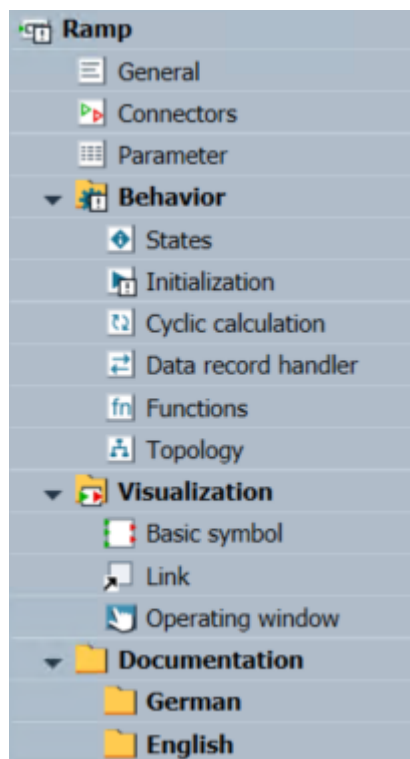 Ramp
General
Connectors
Parameter
Behavior
States
Initialization
Cyclic calculation
Data record handler
fn Functions
Topology
Visualization
Basic symbol
Link
Operating window
Documentation
German
English